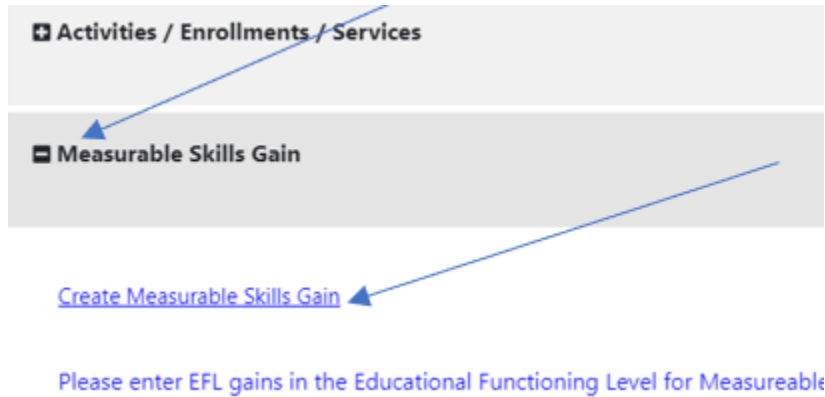 Activities / Enrollments / Services
Measurable Skills Gain
Create Measurable Skills Gain
Please enter EFL gains in the Educational Functioning Level for Measureable